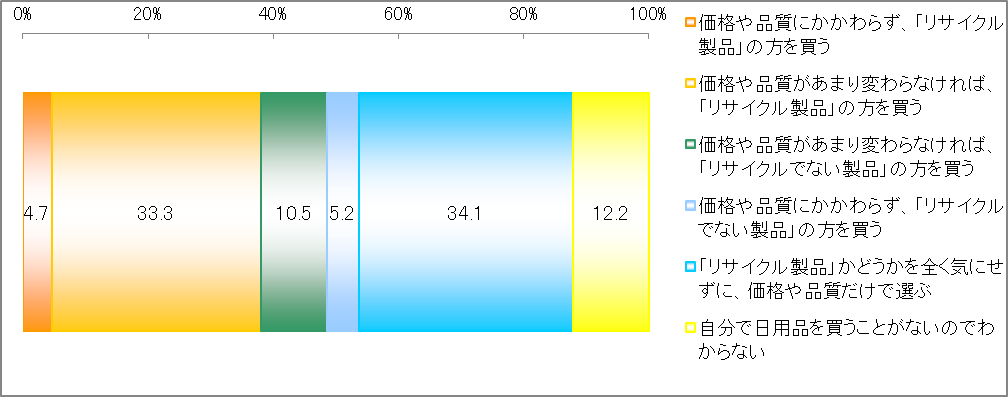 0% 20% 40% 60% 80% 100%
4.7 33.3 10.5 5.2 34.1 12.2
価格や品質にかかわらず、「リサイクル
製品」の方を買う
価格や品質があまり変わらなければ、
「リサイクル製品」の方を買う
価格や品質があまり変わらなければ、
「リサイクルでない製品」の方を買う
価格や品質にかかわらず、「リサイクル
でない製品」の方を買う
「リサイクル製品」かどうかを全く気にせ
ずに、価格や品質だけで選ぶ
自分で日用品を買うことがないのでわ
からない